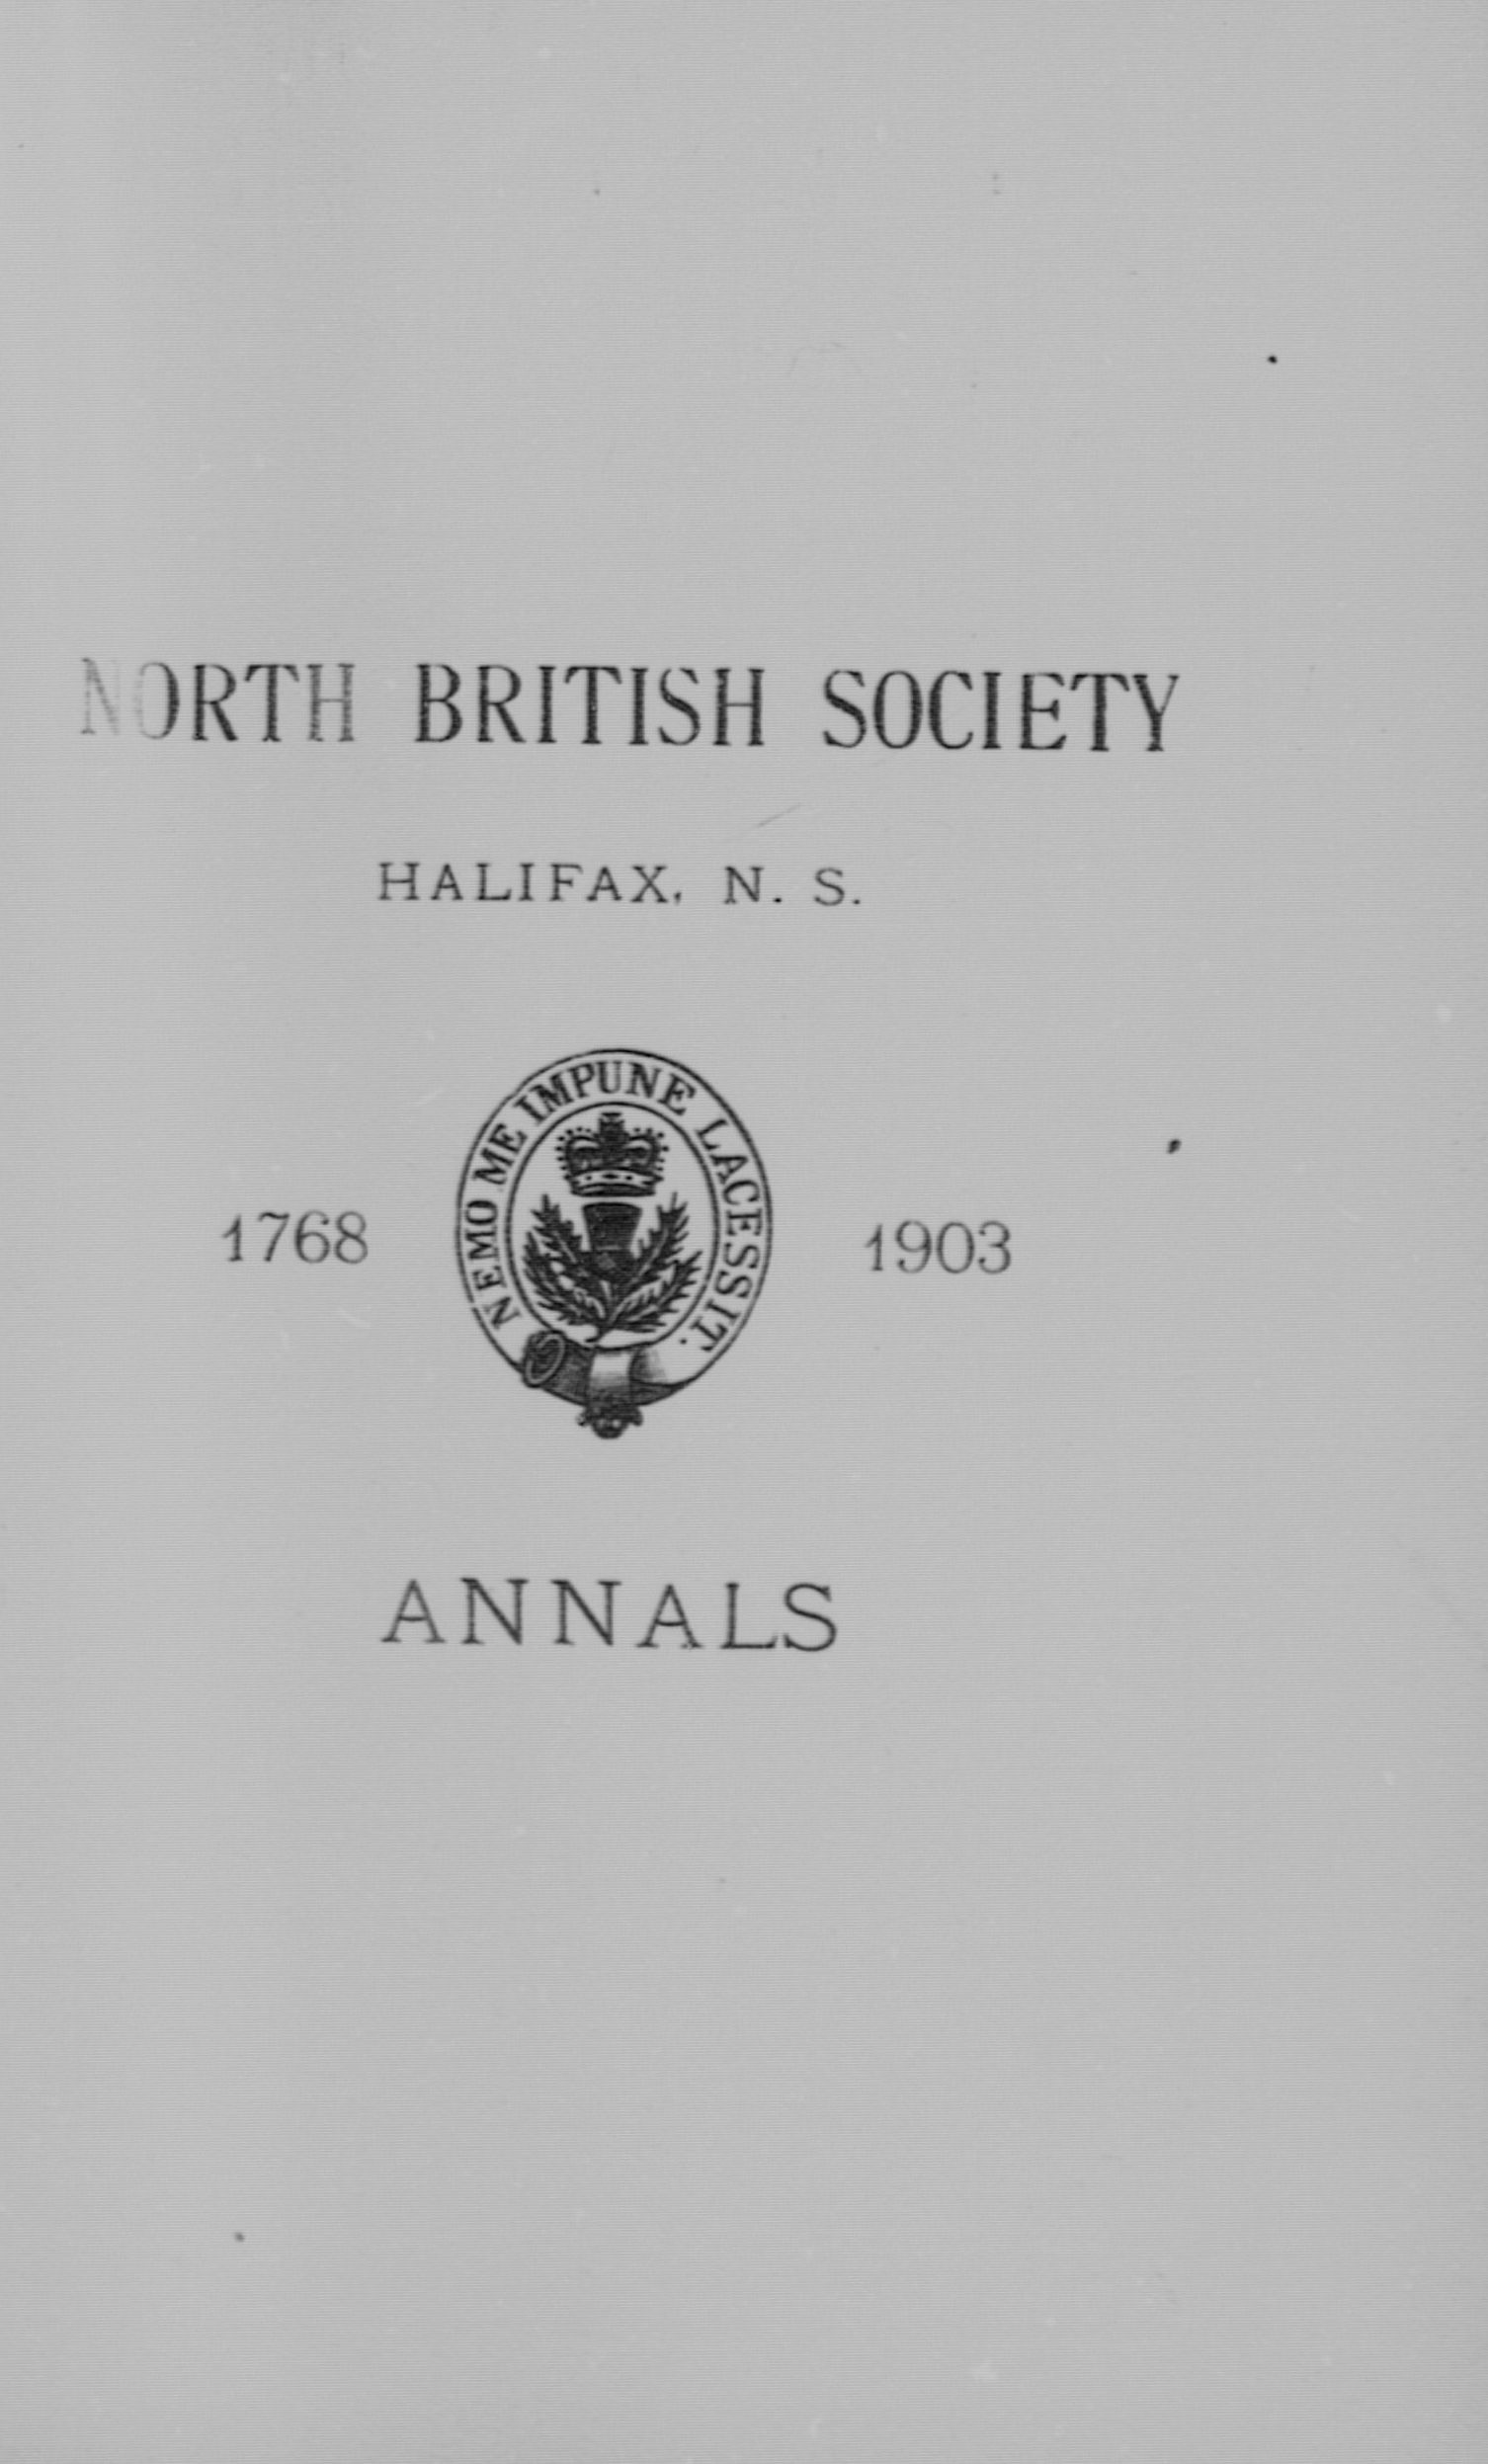 NORTH BRITISH SOCIETY
HALIFAX, N. S.
NEMO ME IMPUNE LACESSIT.
1768 1903
ANNALS